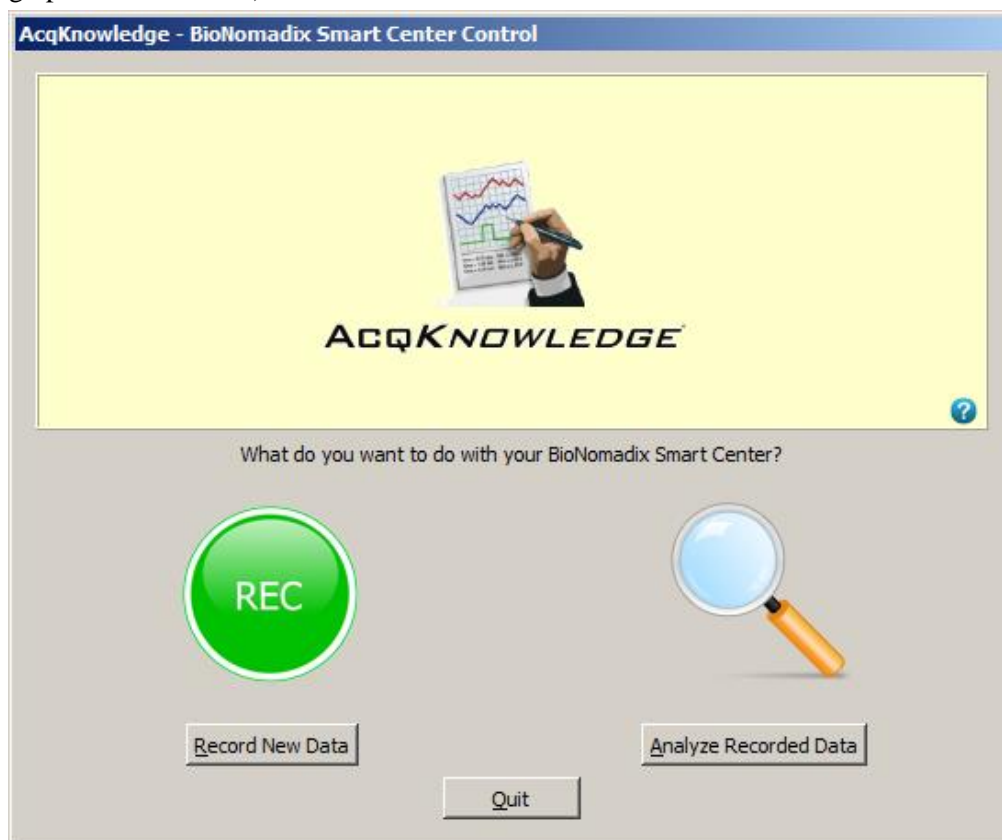 AcqKnowledge - BioNomadix Smart Center Control
ACQKNOWLEDGE
?
What do you want to do with your BioNomadix Smart Center?
REC
Record New Data
Analyze Recorded Data
Quit